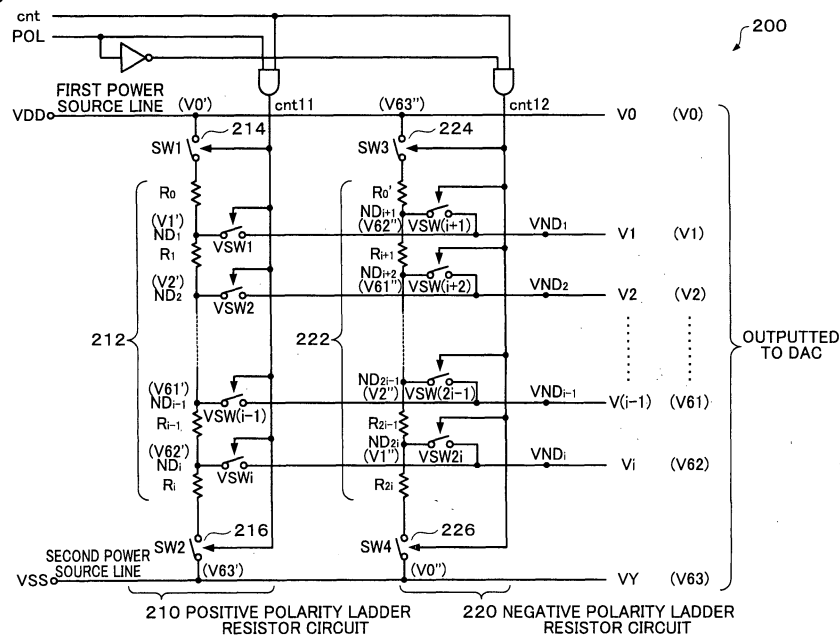 cnt
POL
200
FIRST POWER
SOURCE LINE
(V0')
cnt11
(V63'')
cnt12
VDD
V0 (V0)
214
SW1
224
SW3
R0
R0'
(V1')
ND1
VSW1
NDi+1
(V62'')
VSW(i+1)
VND1
V1 (V1)
R1
Ri+1
(V2')
ND2
VSW2
NDi+2
(V61'')
VSW(i+2)
VND2
V2 (V2)
212
222
OUTPUTTED
TO DAC
(V61')
NDi-1
VSW(i-1)
ND2i-1
(V2'')
VSW(2i-1)
VNDi-1
V(i-1) (V61)
Ri-1
R2i-1
(V62')
NDi
VSWi
ND2i
(V1'')
VSW2i
VNDi
Vi (V62)
Ri
R2i
216
SW2
226
SW4
SECOND POWER
SOURCE LINE
VSS
(V63')
(V0'')
VY (V63)
210 POSITIVE POLARITY LADDER
RESISTOR CIRCUIT
220 NEGATIVE POLARITY LADDER
RESISTOR CIRCUIT